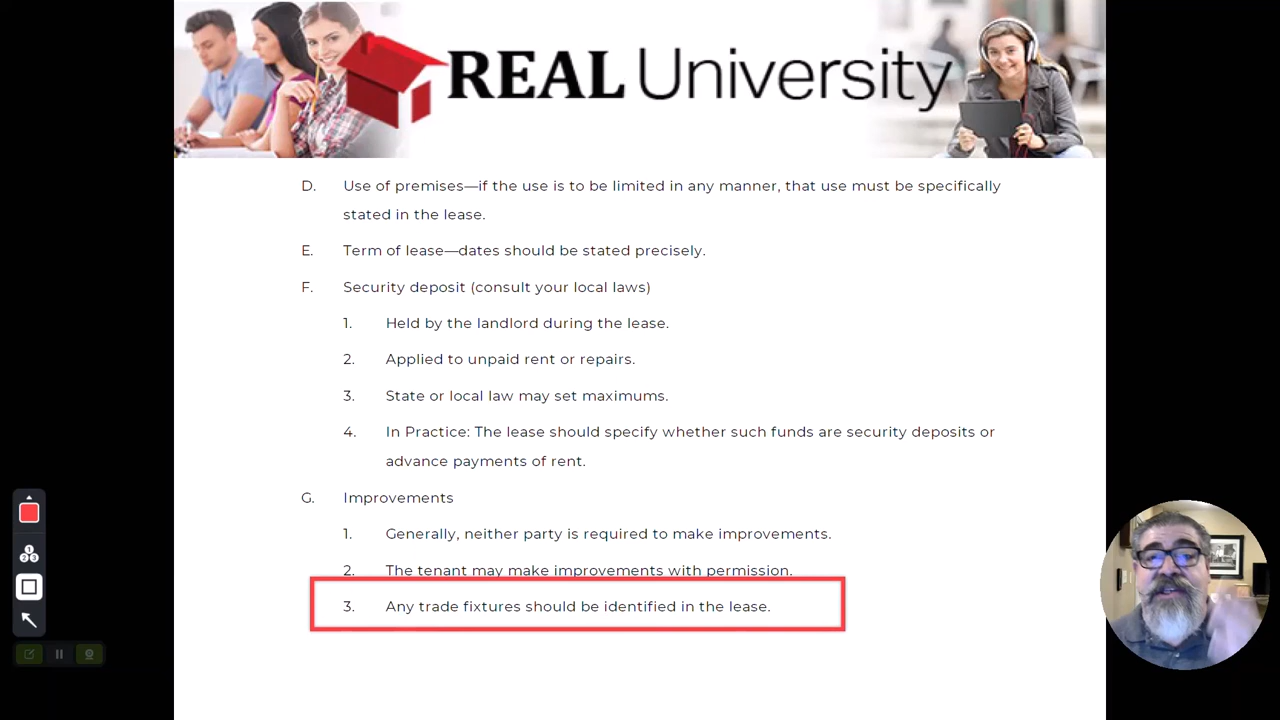 REAL University
D. Use of premises—if the use is to be limited in any manner, that use must be specifically
stated in the lease.
E. Term of lease—dates should be stated precisely.
F. Security deposit (consult your local laws)
1. Held by the landlord during the lease.
2. Applied to unpaid rent or repairs.
3. State or local law may set maximums.
4. In Practice: The lease should specify whether such funds are security deposits or
advance payments of rent.
G. Improvements
1. Generally, neither party is required to make improvements.
2. The tenant may make improvements with permission.
3. Any trade fixtures should be identified in the lease.